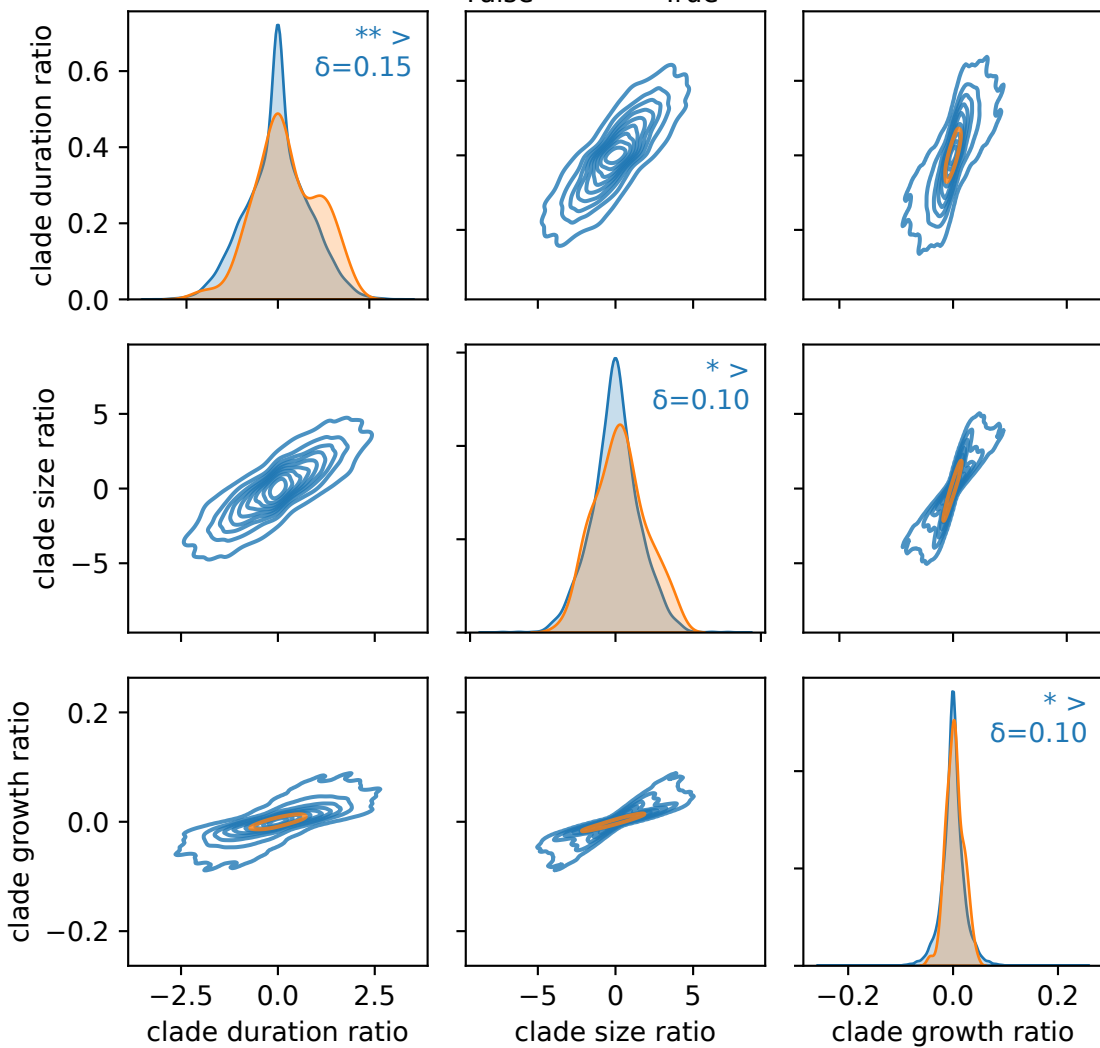 ** >
δ=0.15
clade duration ratio
0.6
0.4
0.2
0.0
* >
δ=0.10
clade size ratio
5
0
−5
* >
δ=0.10
clade growth ratio
0.2
0.0
−0.2
−2.5 0.0 2.5
−5 0 5
−0.2 0.0 0.2
clade duration ratio
clade size ratio
clade growth ratio